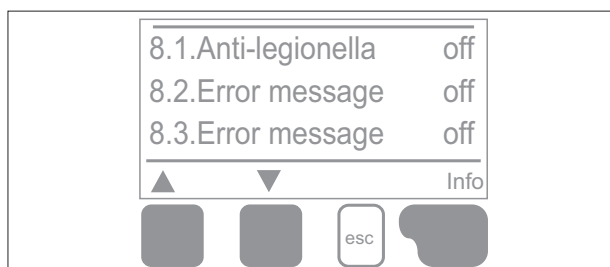 8.1.Anti-legionella off
8.2.Error message off
8.3.Error message off
Info
esc